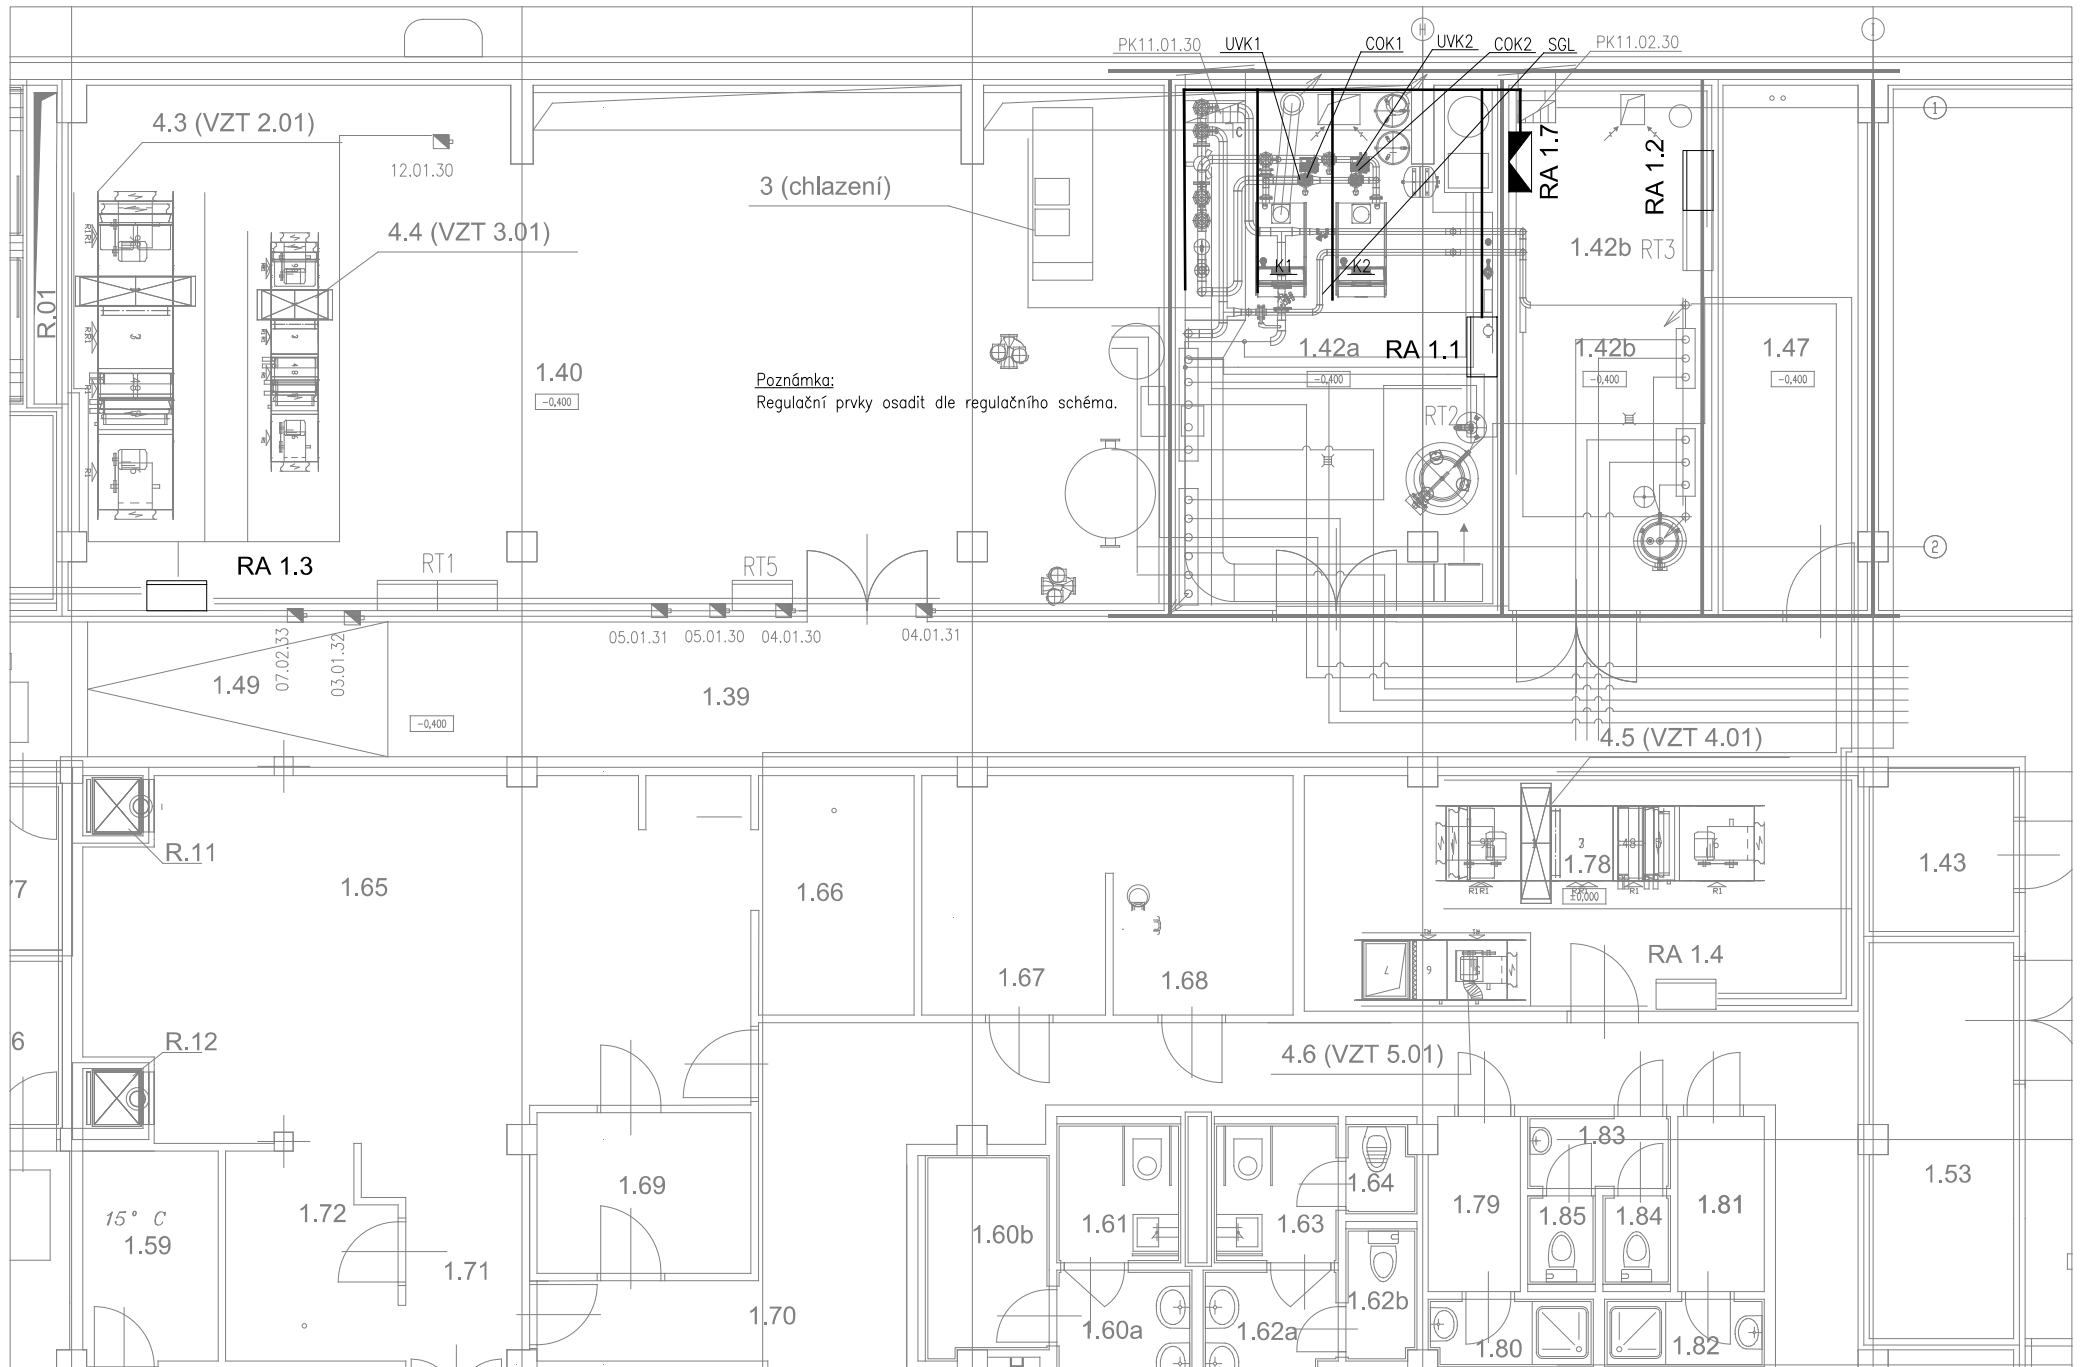 PK11.01.30
UVK1
COK1
H
UVK2
COK2
SGL
PK11.02.30
I
1
4.3 (VZT 2.01)
12.01.30
3 (chlazení)
4.4 (VZT 3.01)
C
RA 1.7
RA 1.2
1.42b
RT3
K1
K2
R.01
1.40
-0,400
Poznámka:
Regulační prvky osadit dle regulačního schéma.
1.42a
-0,400
RA 1.1
1.42b
-0,400
1.47
-0,400
RT2
2
RA 1.3
RT1
RT5
07.02.33
03.01.32
05.01.31
05.01.30
04.01.30
04.01.31
1.49
-0,400
1.39
4.5 (VZT 4.01)
R.11
1.65
1.66
1.78
±0,000
1.43
1.67
1.68
RA 1.4
R.12
4.6 (VZT 5.01)
1.83
1.69
1.64
1.53
1.72
15° C
1.59
1.61
1.63
1.79
1.85
1.84
1.81
1.60b
1.71
1.70
1.60a
1.62a
1.62b
1.80
1.82